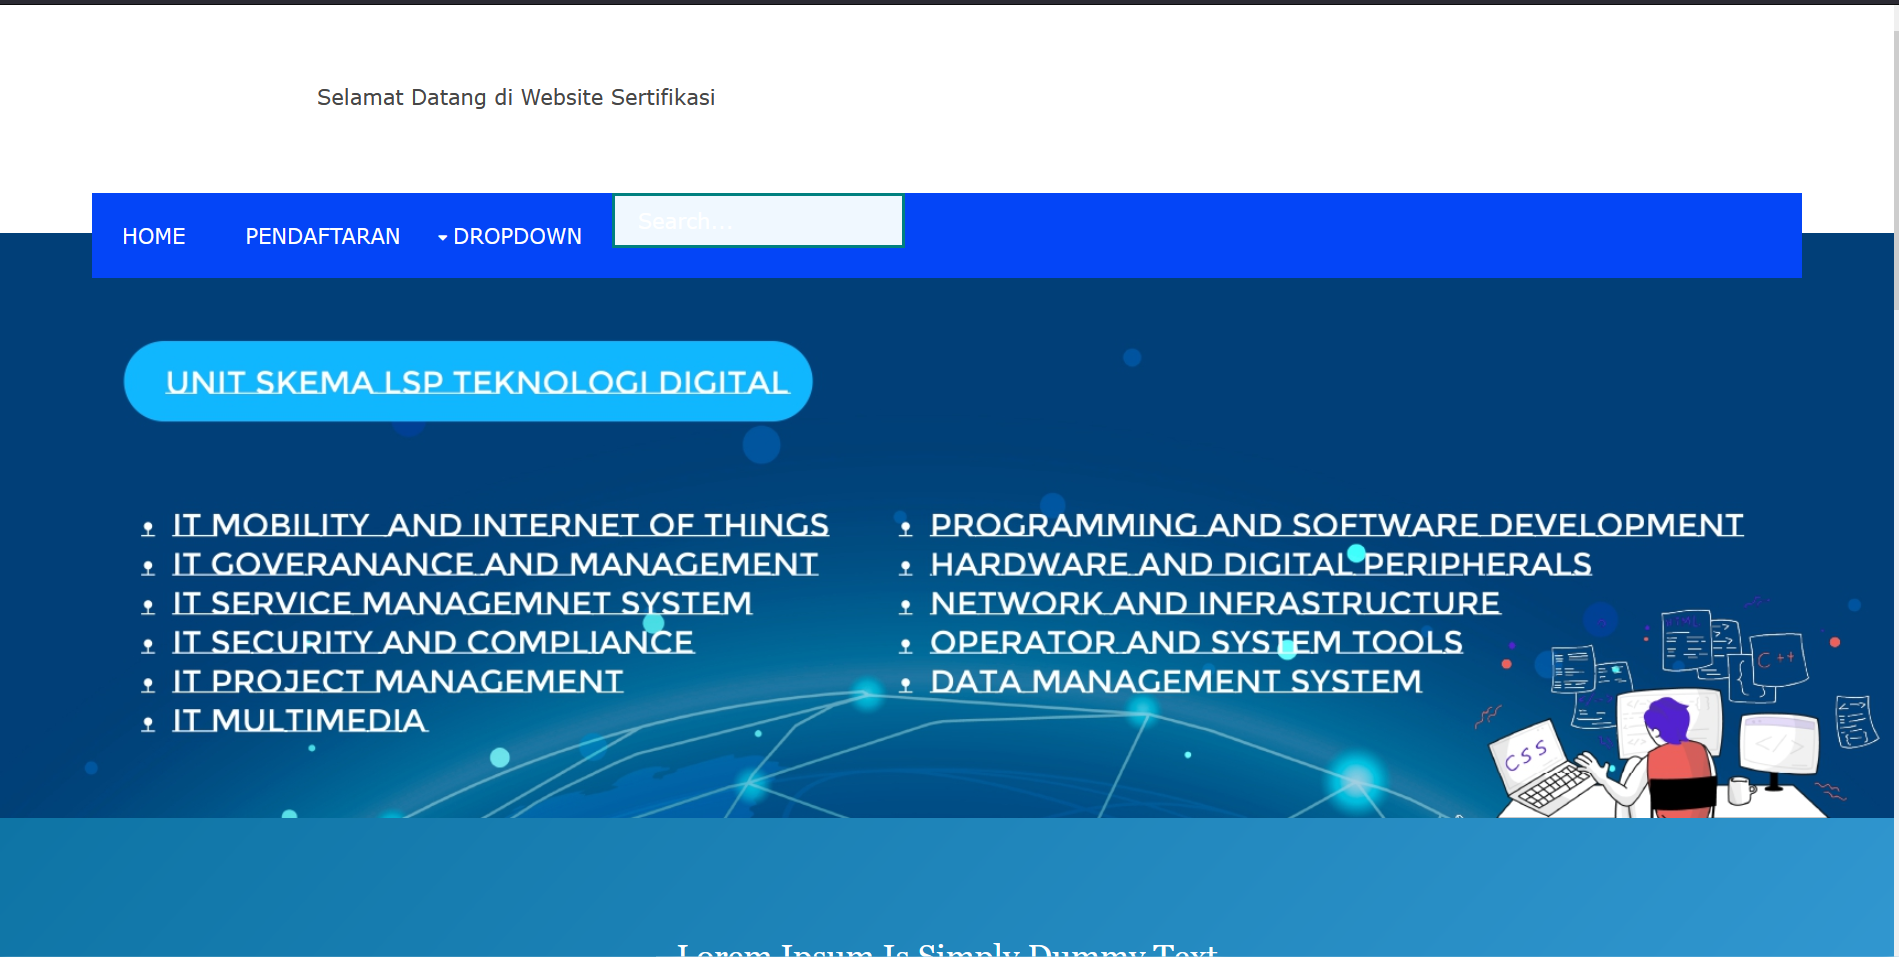 Selamat Datang di Website Sertifikasi
HOME PENDAFTARAN DROPDOWN Search...
UNIT SKEMA LSP TEKNOLOGI DIGITAL
IT MOBILITY AND INTERNET OF THINGS
IT GOVERANANCE AND MANAGEMENT
IT SERVICE MANAGEMNET SYSTEM
IT SECURITY AND COMPLIANCE
IT PROJECT MANAGEMENT
IT MULTIMEDIA
PROGRAMMING AND SOFTWARE DEVELOPMENT
HARDWARE AND DIGITAL PERIPHERALS
NETWORK AND INFRASTRUCTURE
OPERATOR AND SYSTEM TOOLS
DATA MANAGEMENT SYSTEM
HTML
C++
CSS
</>
Lorem Ipsum Is Simply Dummy Text